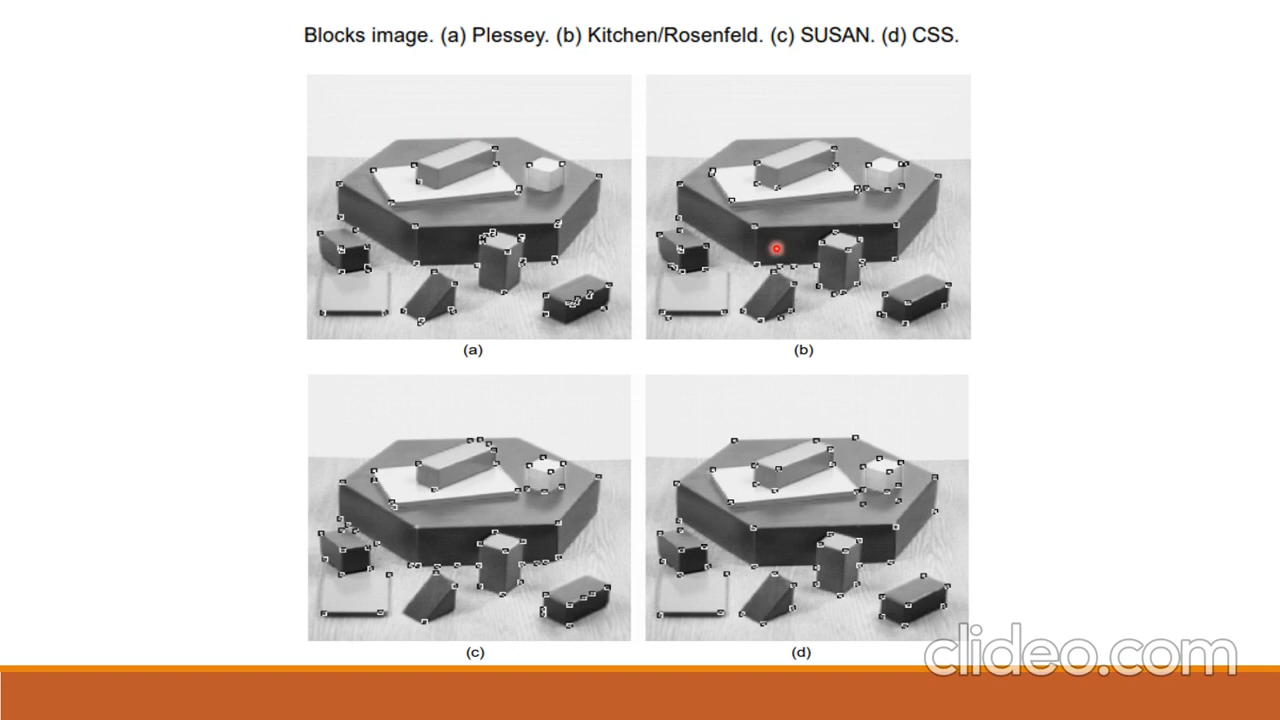 Blocks image. (a) Plessey. (b) Kitchen/Rosenfeld. (c) SUSAN. (d) CSS.
(a)
(b)
(c)
(d)
clideo.com